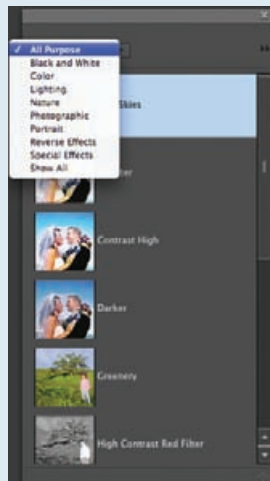 ✓ All Purpose
Black and White
Color
Lighting
Nature
Photographic
Portrait
Reverse Effects
Special Effects
Show All
Skies
Contrast High
Darker
Greenery
High Contrast Red Filter